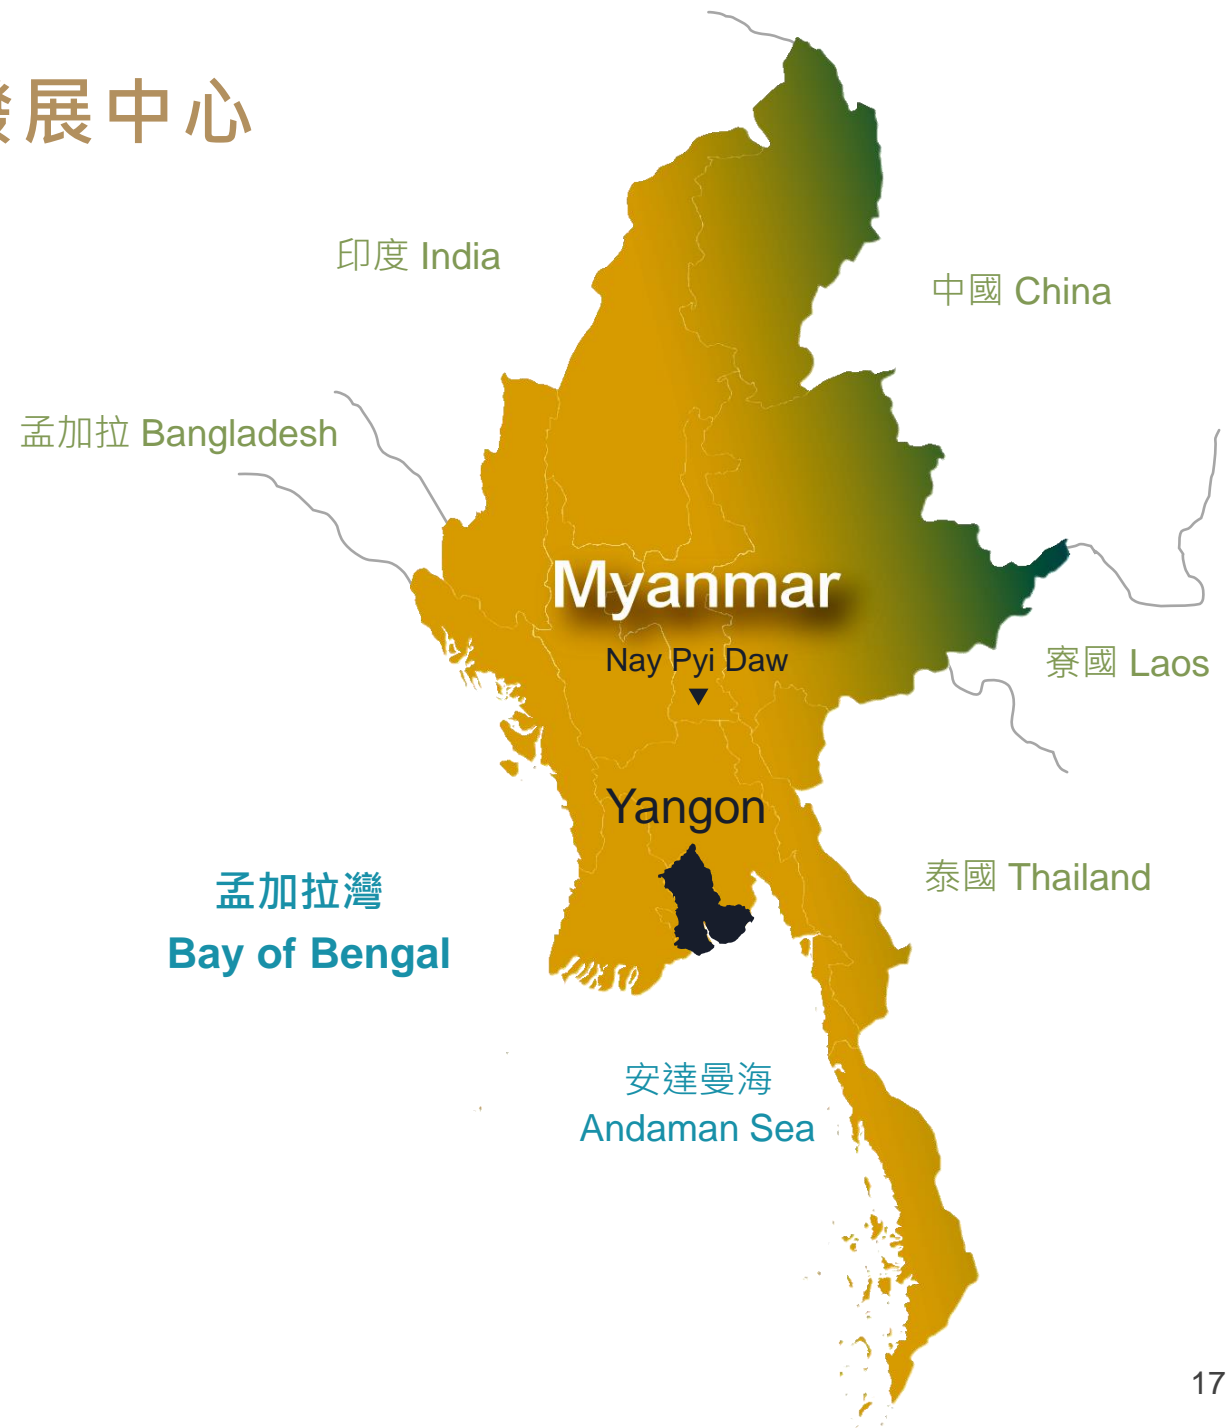 發展中心
印度 India
中國 China
孟加拉 Bangladesh
Myanmar
Nay Pyi Daw
寮國 Laos
Yangon
泰國 Thailand
孟加拉灣
Bay of Bengal
安達曼海
Andaman Sea
17